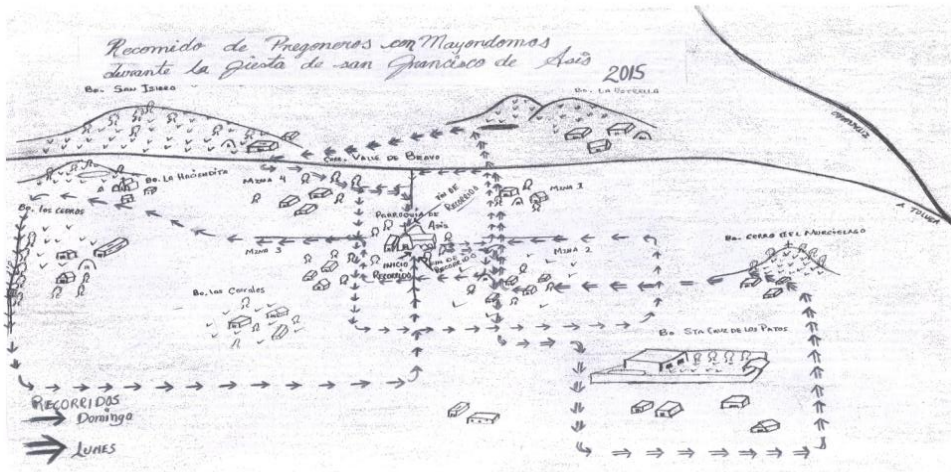 Recorrido de Pregoneros con Mayordomos
durante la fiesta de san Francisco de Asís
2015
Bo. San Isidro
Bo. La Estrella
Zitácuaro
Carr. Valle de Bravo
Bo. La Haciendita
Mina 4
Mina 1
A Toluca
Bo. los cerros
Fin de
Recorrido
Parroquia de
Asís
Bo. Cerro del Murcielago
Mina 3
Mina 2
Inicio
Recorrido
Fin de
Recorrido
Bo. Los Corrales
Bo. Sta Cruz de los Patos
Recorridos
Domingo
Lunes